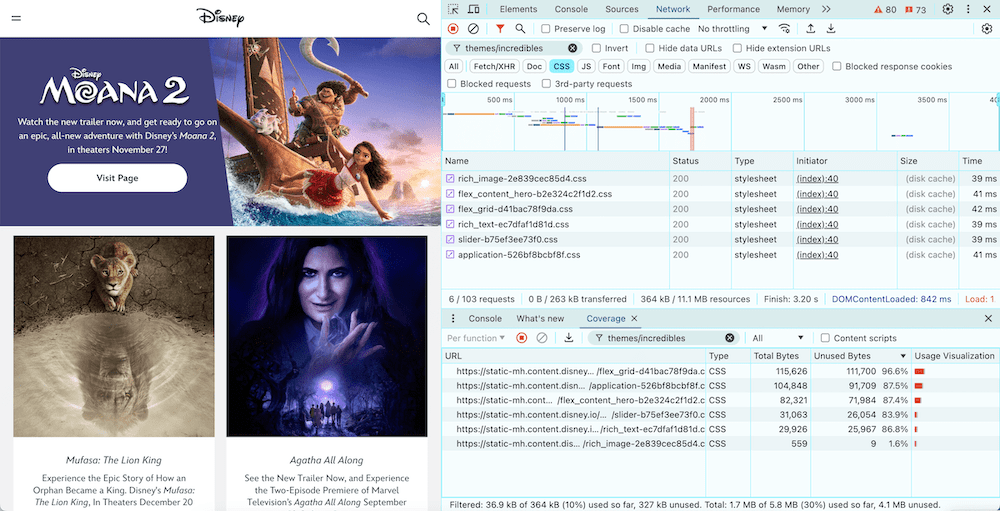 Disney
Disney
MOANA 2
Watch the new trailer now, and get ready to go on
an epic, all-new adventure with Disney's Moana 2,
in theaters November 27!
Visit Page
Mufasa: The Lion King
Experience the Epic Story of How an
Orphan Became a King. Disney's Mufasa:
The Lion King, In Theaters December 20
Agatha All Along
See the New Trailer Now, and Experience
the Two-Episode Premiere of Marvel
Television's Agatha All Along September
Elements Console Sources Network Performance Memory 80 73
Preserve log Disable cache No throttling
themes/incredibles Invert Hide data URLs Hide extension URLs
All Fetch/XHR Doc CSS JS Font Img Media Manifest WS Wasm Other Blocked response cookies
Blocked requests 3rd-party requests
500 ms 1000 ms 1500 ms 2000 ms 2500 ms 3000 ms 3500 ms 40
Name Status Type Initiator Size Time
rich_image-2e839cec85d4.css 200 stylesheet (index):40 (disk cache) 39 ms
flex_content_hero-b2e324c2f1d2.css 200 stylesheet (index):40 (disk cache) 41 ms
flex_grid-d41bac78f9da.css 200 stylesheet (index):40 (disk cache) 42 ms
rich_text-ec7dfaf1d81d.css 200 stylesheet (index):40 (disk cache) 39 ms
slider-b75ef3ee73f0.css 200 stylesheet (index):40 (disk cache) 39 ms
application-526bf8bcbf8f.css 200 stylesheet (index):40 (disk cache) 41 ms
6 / 103 requests 0 B / 263 kB transferred 364 kB / 11.1 MB resources Finish: 3.20 s DOMContentLoaded: 842 ms Load: 1
Console What's new Coverage
Per function themes/incredibles All Content scripts
URL Type Total Bytes Unused Bytes Usage Visualization
https://static-mh.content.disney... /flex_grid-d41bac78f9da.c CSS 115,626 111,700 96.6%
https://static-mh.content.disn... /application-526bf8bcbf8f.c CSS 104,848 91,709 87.5%
https://static-mh.cont... /flex_content_hero-b2e324c2f1d2.c CSS 82,321 71,984 87.4%
https://static-mh.content.disney.io/... /slider-b75ef3ee73f0.c CSS 31,063 26,054 83.9%
https://static-mh.content.disney.i... /rich_text-ec7dfaf1d81d.c CSS 29,926 25,967 86.8%
https://static-mh.content.dis... /rich_image-2e839cec85d4.c CSS 559 9 1.6%
Filtered: 36.9 kB of 364 kB (10%) used so far, 327 kB unused. Total: 1.7 MB of 5.8 MB (30%) used so far, 4.1 MB unused.